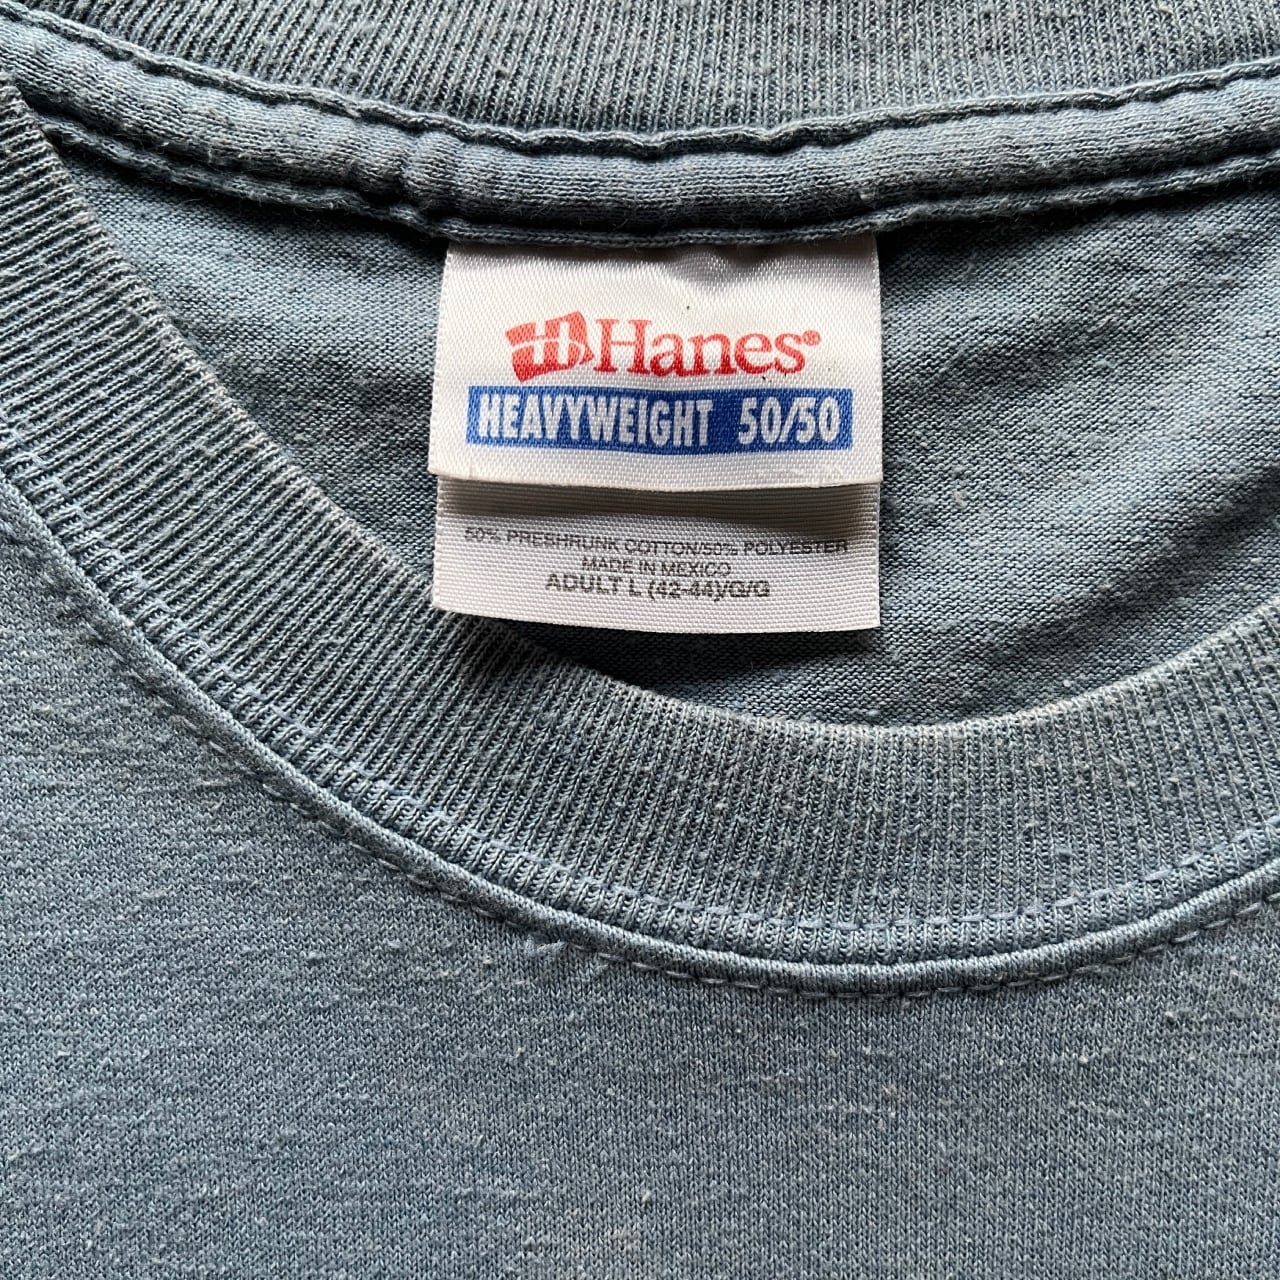 Hanes®
HEAVYWEIGHT 50/50
50% PRESHRUNK COTTON/50% POLYESTER
MADE IN MEXICO
ADULT L (42-44)/G/G